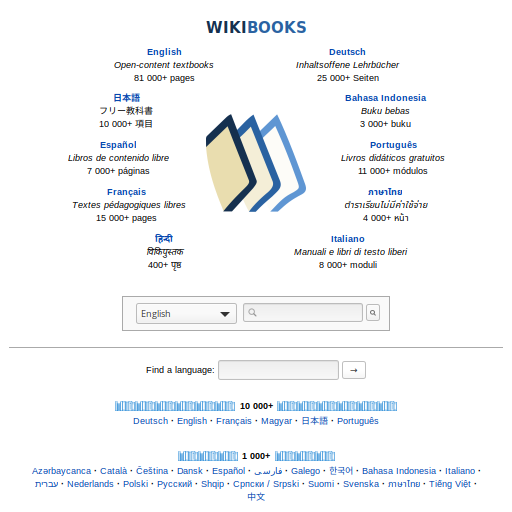 WIKIBOOKS
English
Open-content textbooks
81 000+ pages
Deutsch
Inhaltsoffene Lehrbücher
25 000+ Seiten
日本語
フリー教科書
10 000+ 項目
Bahasa Indonesia
Buku bebas
3 000+ buku
Español
Libros de contenido libre
7 000+ páginas
Português
Livros didáticos gratuitos
11 000+ módulos
Français
Textes pédagogiques libres
15 000+ pages
ภาษาไทย
ตำราเรียนไม่มีค่าใช้จ่าย
4 000+ หน้า
हिन्दी
विकिपुस्तक
400+ पृष्ठ
Italiano
Manuali e libri di testo liberi
8 000+ moduli
English
Find a language: →
10 000+
Deutsch · English · Français · Magyar · 日本語 · Português
1 000+
Azərbaycanca · Català · Čeština · Dansk · Español · فارسی · Galego · 한국어 · Bahasa Indonesia · Italiano ·
עברית · Nederlands · Polski · Русский · Shqip · Српски / Srpski · Suomi · Svenska · ภาษาไทย · Tiếng Việt ·
中文